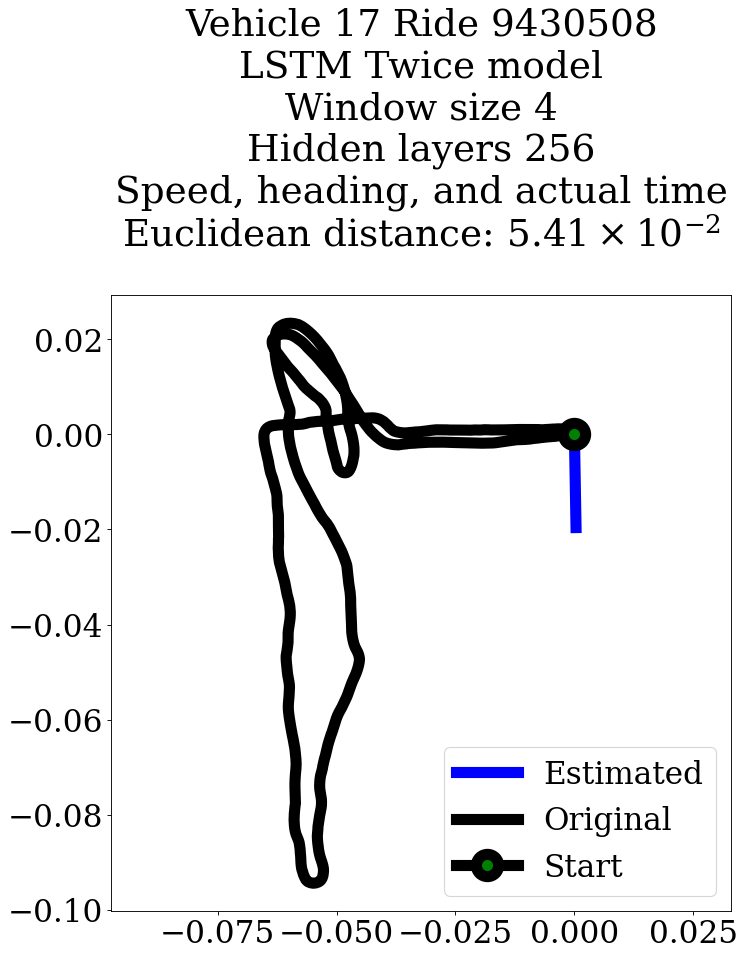 Vehicle 17 Ride 9430508
LSTM Twice model
Window size 4
Hidden layers 256
Speed, heading, and actual time
Euclidean distance: 5.41 × 10⁻²
0.02
0.00
−0.02
−0.04
−0.06
−0.08
−0.10
−0.075 −0.050 −0.025 0.000 0.025
Estimated
Original
Start